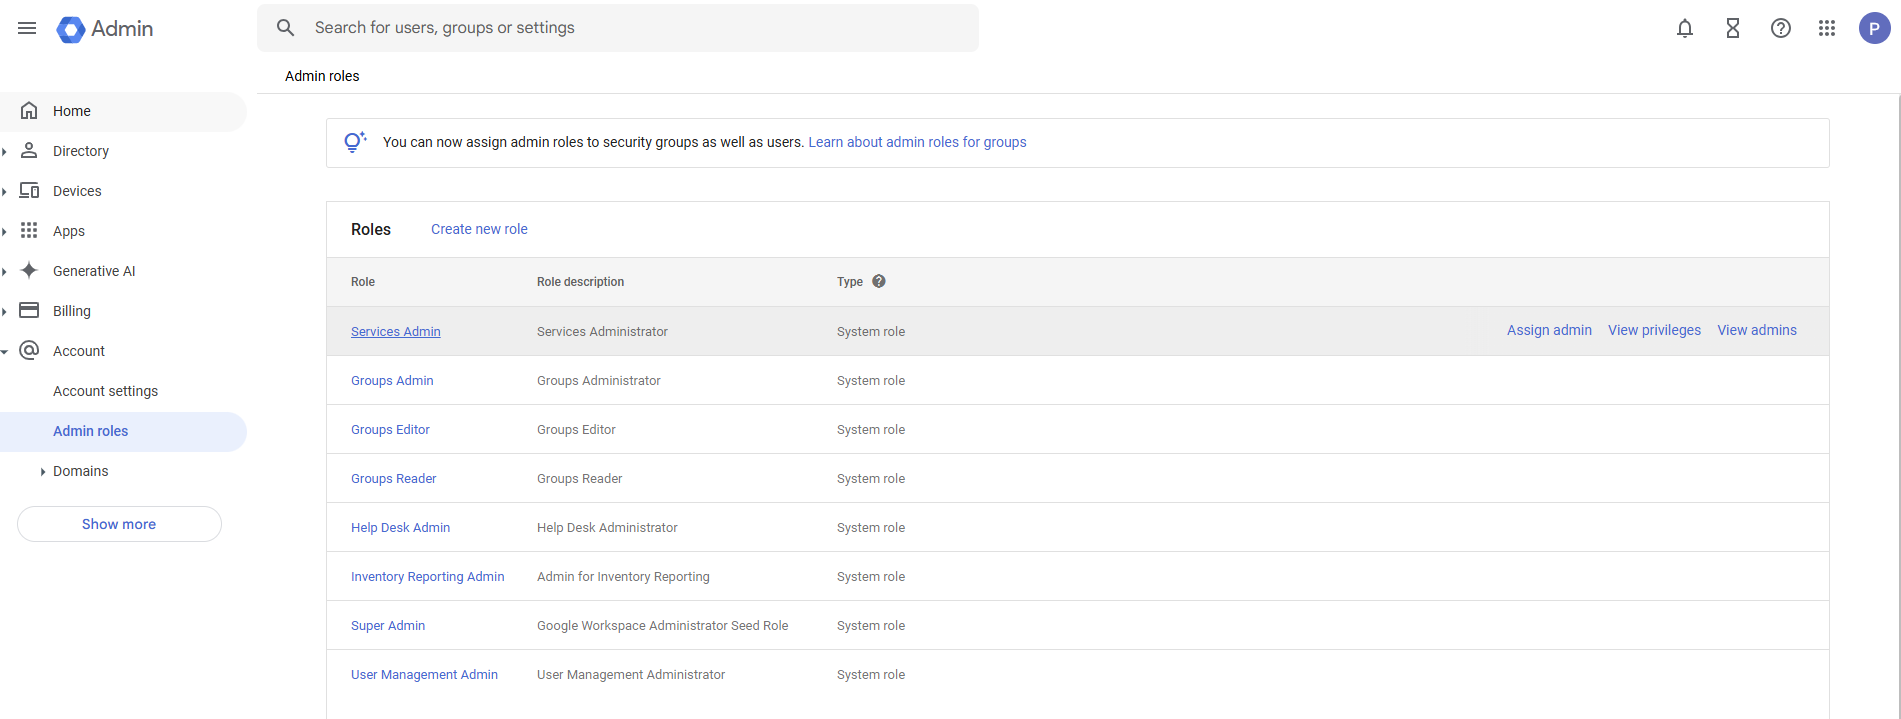 Admin
Search for users, groups or settings
P
Admin roles
Home
Directory
Devices
Apps
Generative AI
Billing
Account
Account settings
Admin roles
Domains
Show more
You can now assign admin roles to security groups as well as users. Learn about admin roles for groups
Roles Create new role
Role Role description Type
Services Admin Services Administrator System role Assign admin View privileges View admins
Groups Admin Groups Administrator System role
Groups Editor Groups Editor System role
Groups Reader Groups Reader System role
Help Desk Admin Help Desk Administrator System role
Inventory Reporting Admin Admin for Inventory Reporting System role
Super Admin Google Workspace Administrator Seed Role System role
User Management Admin User Management Administrator System role